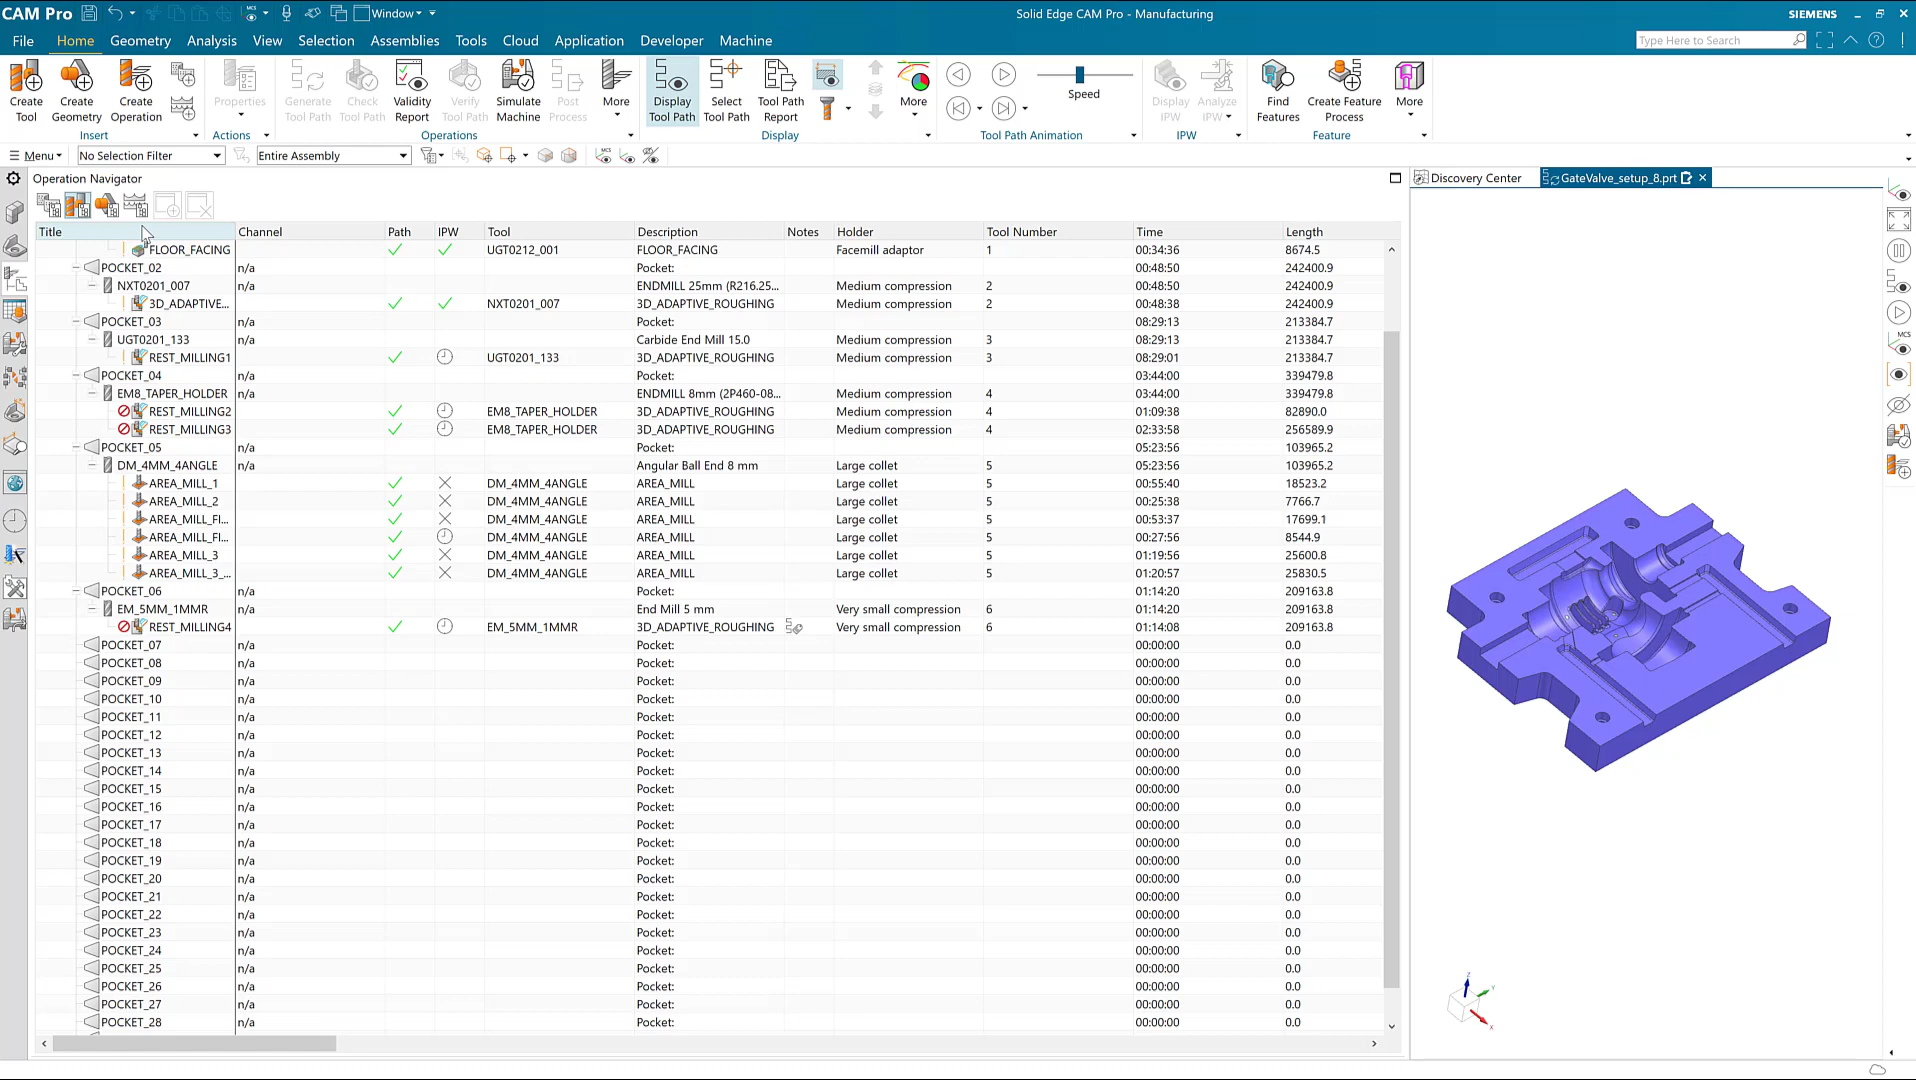 CAM Pro Window Solid Edge CAM Pro - Manufacturing SIEMENS
File Home Geometry Analysis View Selection Assemblies Tools Cloud Application Developer Machine Type Here to Search
Create Tool Create Geometry Create Operation Properties Generate Tool Path Check Tool Path Validity Report Verify Tool Path Simulate Machine Post Process More Display Tool Path Select Tool Path Tool Path Report More Speed Display IPW Analyze IPW Find Features Create Feature Process More
Insert Actions Operations Display Tool Path Animation IPW Feature
Menu No Selection Filter Entire Assembly
Operation Navigator Discovery Center GateValve_setup_8.prt
Title Channel Path IPW Tool Description Notes Holder Tool Number Time Length
FLOOR_FACING UGT0212_001 FLOOR_FACING Facemill adaptor 1 00:34:36 8674.5
POCKET_02 n/a Pocket: 00:48:50 242400.9
NXT0201_007 n/a ENDMILL 25mm (R216.25... Medium compression 2 00:48:50 242400.9
3D_ADAPTIVE... NXT0201_007 3D_ADAPTIVE_ROUGHING Medium compression 2 00:48:38 242400.9
POCKET_03 n/a Pocket: 08:29:13 213384.7
UGT0201_133 n/a Carbide End Mill 15.0 Medium compression 3 08:29:13 213384.7
REST_MILLING1 UGT0201_133 3D_ADAPTIVE_ROUGHING Medium compression 3 08:29:01 213384.7
POCKET_04 n/a Pocket: 03:44:00 339479.8
EM8_TAPER_HOLDER n/a ENDMILL 8mm (2P460-08... Medium compression 4 03:44:00 339479.8
REST_MILLING2 EM8_TAPER_HOLDER 3D_ADAPTIVE_ROUGHING Medium compression 4 01:09:38 82890.0
REST_MILLING3 EM8_TAPER_HOLDER 3D_ADAPTIVE_ROUGHING Medium compression 4 02:33:58 256589.9
POCKET_05 n/a Pocket: 05:23:56 103965.2
DM_4MM_4ANGLE n/a Angular Ball End 8 mm Large collet 5 05:23:56 103965.2
AREA_MILL_1 DM_4MM_4ANGLE AREA_MILL Large collet 5 00:55:40 18523.2
AREA_MILL_2 DM_4MM_4ANGLE AREA_MILL Large collet 5 00:25:38 7766.7
AREA_MILL_FI... DM_4MM_4ANGLE AREA_MILL Large collet 5 00:53:37 17699.1
AREA_MILL_FI... DM_4MM_4ANGLE AREA_MILL Large collet 5 00:27:56 8544.9
AREA_MILL_3 DM_4MM_4ANGLE AREA_MILL Large collet 5 01:19:56 25600.8
AREA_MILL_3_... DM_4MM_4ANGLE AREA_MILL Large collet 5 01:20:57 25830.5
POCKET_06 n/a Pocket: 01:14:20 209163.8
EM_5MM_1MMR n/a End Mill 5 mm Very small compression 6 01:14:20 209163.8
REST_MILLING4 EM_5MM_1MMR 3D_ADAPTIVE_ROUGHING Very small compression 6 01:14:08 209163.8
POCKET_07 n/a Pocket: 00:00:00 0.0
POCKET_08 n/a Pocket: 00:00:00 0.0
POCKET_09 n/a Pocket: 00:00:00 0.0
POCKET_10 n/a Pocket: 00:00:00 0.0
POCKET_11 n/a Pocket: 00:00:00 0.0
POCKET_12 n/a Pocket: 00:00:00 0.0
POCKET_13 n/a Pocket: 00:00:00 0.0
POCKET_14 n/a Pocket: 00:00:00 0.0
POCKET_15 n/a Pocket: 00:00:00 0.0
POCKET_16 n/a Pocket: 00:00:00 0.0
POCKET_17 n/a Pocket: 00:00:00 0.0
POCKET_18 n/a Pocket: 00:00:00 0.0
POCKET_19 n/a Pocket: 00:00:00 0.0
POCKET_20 n/a Pocket: 00:00:00 0.0
POCKET_21 n/a Pocket: 00:00:00 0.0
POCKET_22 n/a Pocket: 00:00:00 0.0
POCKET_23 n/a Pocket: 00:00:00 0.0
POCKET_24 n/a Pocket: 00:00:00 0.0
POCKET_25 n/a Pocket: 00:00:00 0.0
POCKET_26 n/a Pocket: 00:00:00 0.0
POCKET_27 n/a Pocket: 00:00:00 0.0
POCKET_28 n/a Pocket: 00:00:00 0.0